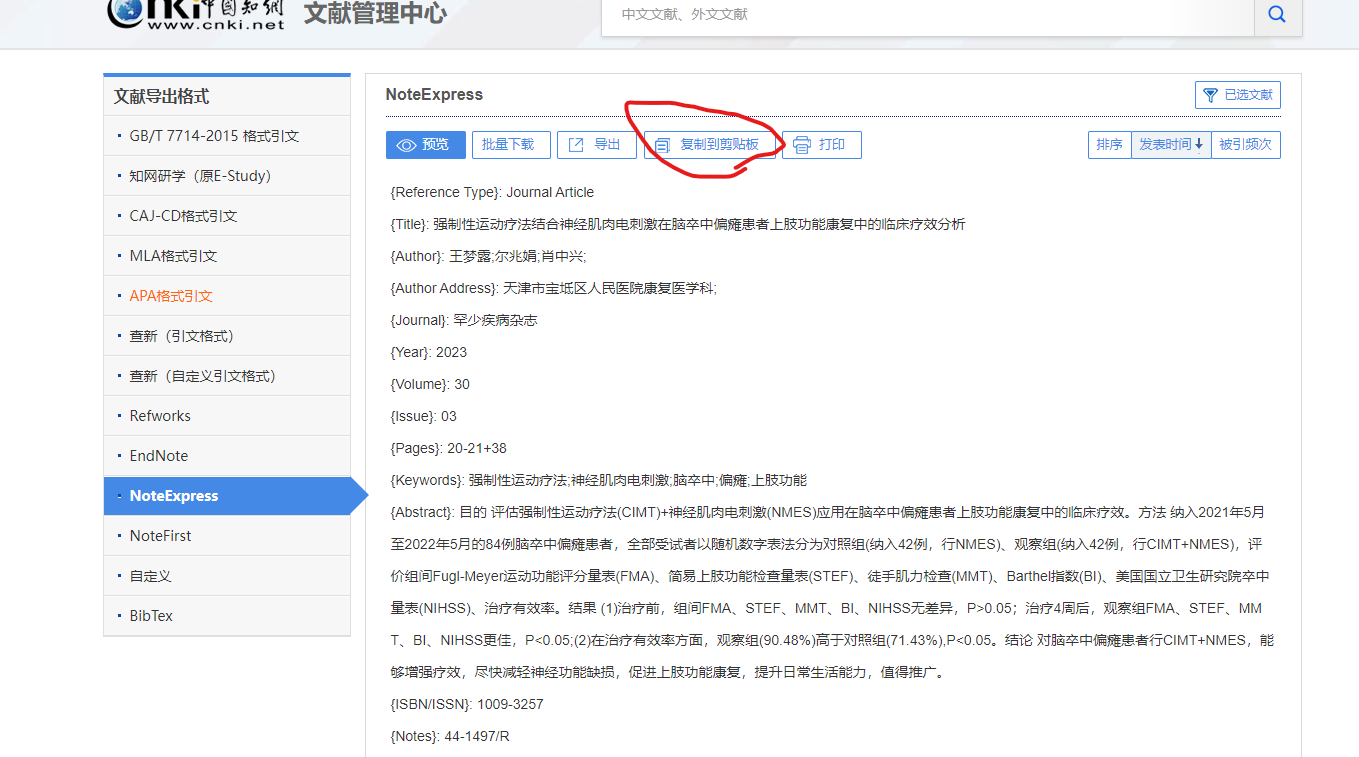 cnki 中国知网
www.cnki.net
文献管理中心
中文文献、外文文献
文献导出格式
GB/T 7714-2015 格式引文
知网研学（原E-Study）
CAJ-CD格式引文
MLA格式引文
APA格式引文
查新（引文格式）
查新（自定义引文格式）
Refworks
EndNote
NoteExpress
NoteFirst
自定义
BibTex
NoteExpress
已选文献
预览 批量下载 导出 复制到剪贴板 打印
排序 发表时间 被引频次
{Reference Type}: Journal Article
{Title}: 强制性运动疗法结合神经肌肉电刺激在脑卒中偏瘫患者上肢功能康复中的临床疗效分析
{Author}: 王梦露;尔兆娟;肖中兴;
{Author Address}: 天津市宝坻区人民医院康复医学科;
{Journal}: 罕少疾病杂志
{Year}: 2023
{Volume}: 30
{Issue}: 03
{Pages}: 20-21+38
{Keywords}: 强制性运动疗法;神经肌肉电刺激;脑卒中;偏瘫;上肢功能
{Abstract}: 目的 评估强制性运动疗法(CIMT)+神经肌肉电刺激(NMES)应用在脑卒中偏瘫患者上肢功能康复中的临床疗效。方法 纳入2021年5月
至2022年5月的84例脑卒中偏瘫患者，全部受试者以随机数字表法分为对照组(纳入42例，行NMES)、观察组(纳入42例，行CIMT+NMES)，评
价组间Fugl-Meyer运动功能评分量表(FMA)、简易上肢功能检查量表(STEF)、徒手肌力检查(MMT)、Barthel指数(BI)、美国国立卫生研究院卒中
量表(NIHSS)、治疗有效率。结果 (1)治疗前，组间FMA、STEF、MMT、BI、NIHSS无差异，P>0.05；治疗4周后，观察组FMA、STEF、MM
T、BI、NIHSS更佳，P<0.05;(2)在治疗有效率方面，观察组(90.48%)高于对照组(71.43%),P<0.05。结论 对脑卒中偏瘫患者行CIMT+NMES，能
够增强疗效，尽快减轻神经功能缺损，促进上肢功能康复，提升日常生活能力，值得推广。
{ISBN/ISSN}: 1009-3257
{Notes}: 44-1497/R